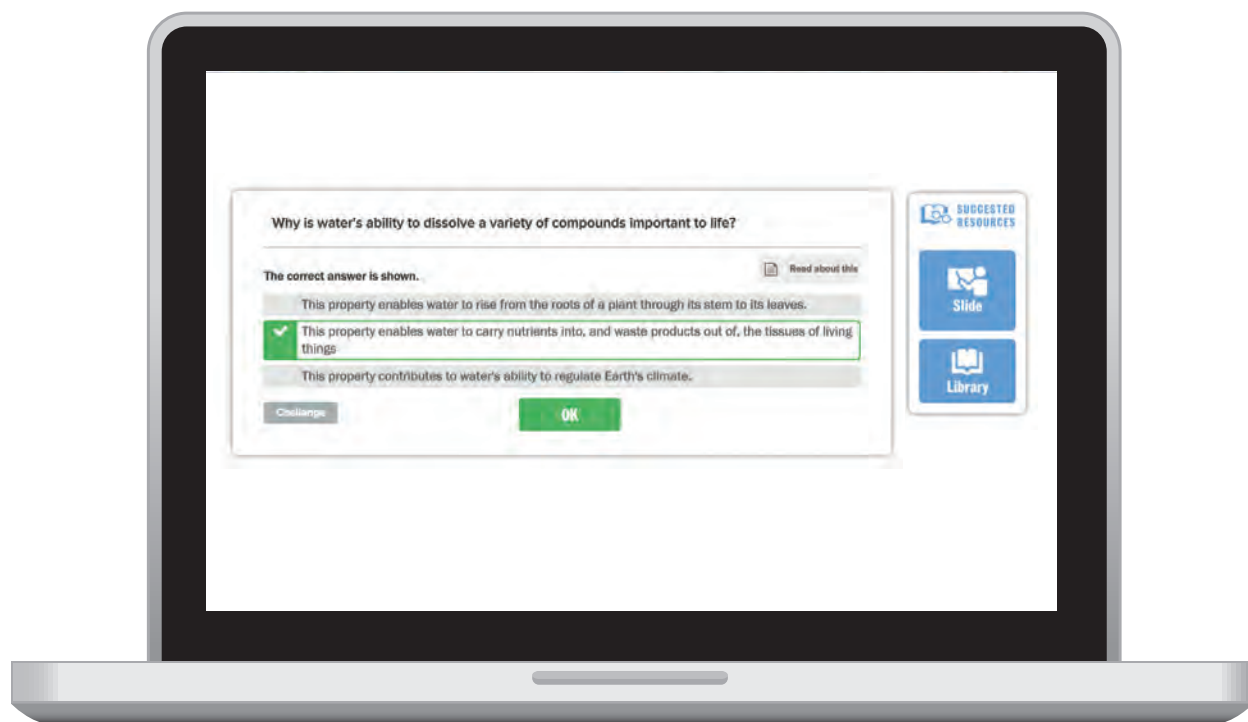 Why is water's ability to dissolve a variety of compounds important to life?
SUGGESTED
RESOURCES
The correct answer is shown.
Read about this
This property enables water to rise from the roots of a plant through its stem to its leaves.
This property enables water to carry nutrients into, and waste products out of, the tissues of living
things
This property contributes to water's ability to regulate Earth's climate.
Challenge
OK
Slide
Library